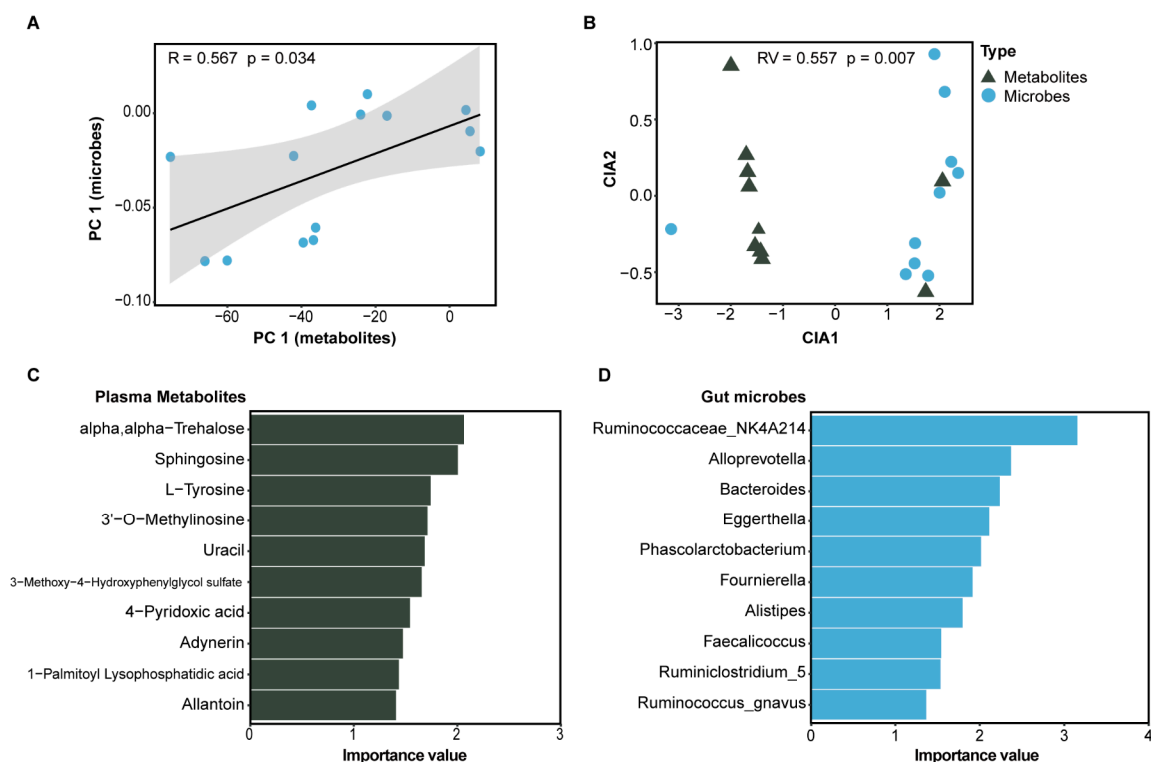 A
R = 0.567 p = 0.034
0.00
−0.05
−0.10
PC 1 (microbes)
−60
−40
−20
0
PC 1 (metabolites)
B
RV = 0.557 p = 0.007
1.0
0.5
0.0
−0.5
CIA2
−3
−2
−1
0
1
2
CIA1
Type
Metabolites
Microbes
C
Plasma Metabolites
alpha,alpha−Trehalose
Sphingosine
L−Tyrosine
3'−O−Methylinosine
Uracil
3−Methoxy−4−Hydroxyphenylglycol sulfate
4−Pyridoxic acid
Adynerin
1−Palmitoyl Lysophosphatidic acid
Allantoin
0
1
2
3
Importance value
D
Gut microbes
Ruminococcaceae_NK4A214
Alloprevotella
Bacteroides
Eggerthella
Phascolarctobacterium
Fournierella
Alistipes
Faecalicoccus
Ruminiclostridium_5
Ruminococcus_gnavus
0
1
2
3
4
Importance value